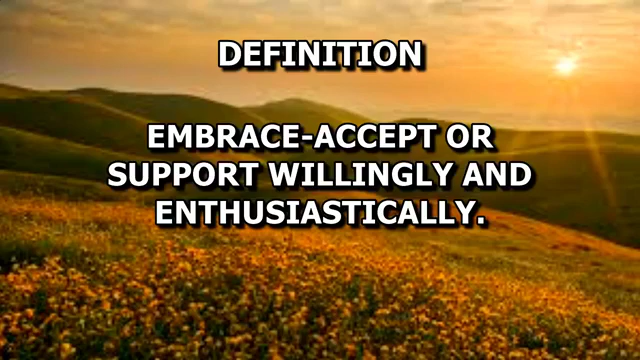 DEFINITION
EMBRACE-ACCEPT OR
SUPPORT WILLINGLY AND
ENTHUSIASTICALLY.